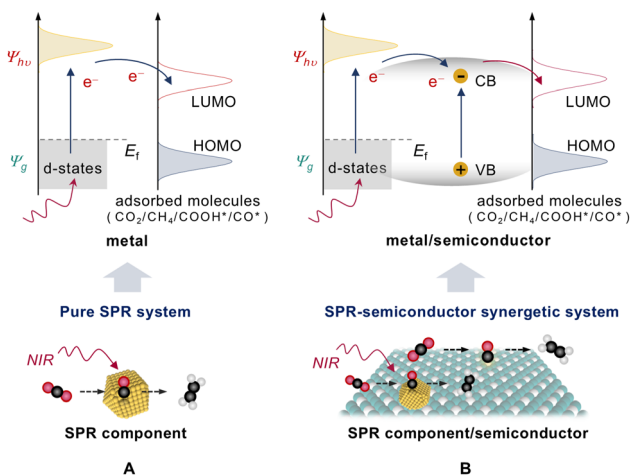 Ψhυ
e⁻
e⁻
LUMO
HOMO
Ef
Ψg
d-states
adsorbed molecules
(CO₂/CH₄/COOH*/CO*)
metal
Pure SPR system
NIR
SPR component
A
Ψhυ
e⁻
e⁻
−
CB
LUMO
HOMO
Ef
Ψg
d-states
+
VB
adsorbed molecules
(CO₂/CH₄/COOH*/CO*)
metal/semiconductor
SPR-semiconductor synergetic system
NIR
SPR component/semiconductor
B